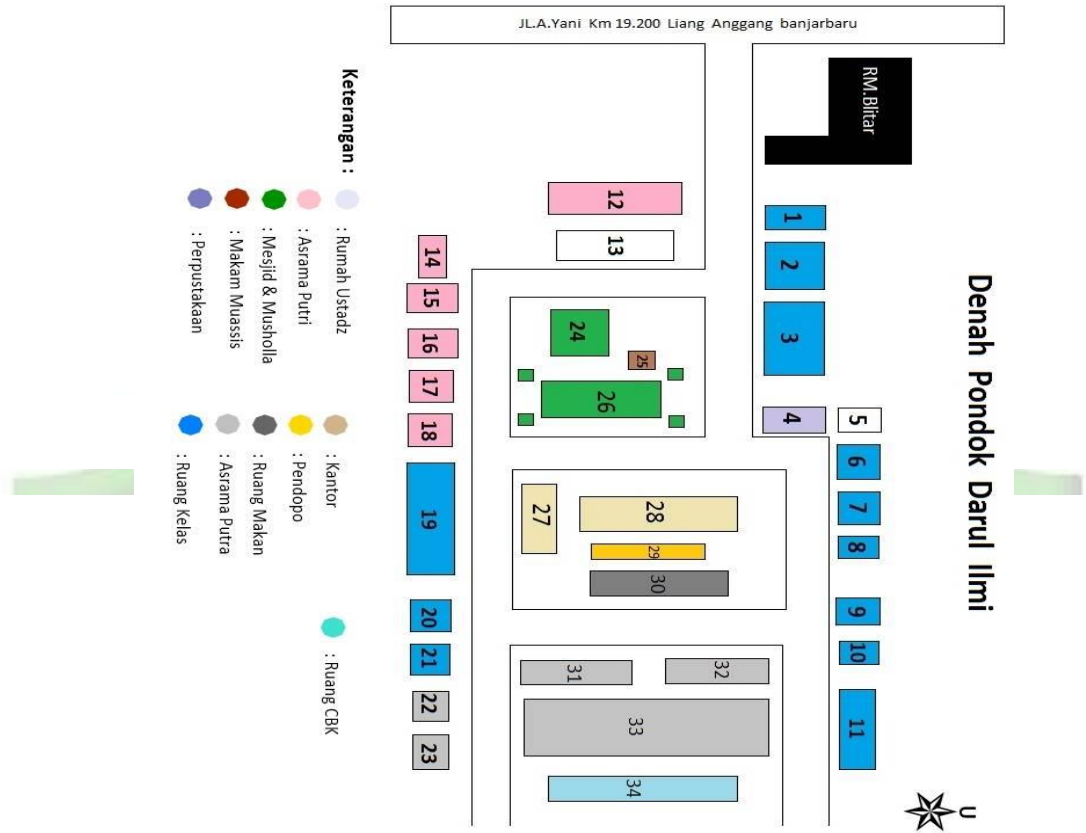 JL.A.Yani Km 19.200 Liang Anggang banjarbaru
RM.Blitar
Denah Pondok Darul Ilmi
1
2
3
4
5
6
7
8
9
10
11
12
13
14
15
16
17
18
19
20
21
22
23
24
25
26
27
28
29
30
31
32
33
34
Keterangan :
: Rumah Ustadz
: Asrama Putri
: Mesjid & Musholla
: Makam Muassis
: Perpustakaan
: Kantor
: Pendopo
: Ruang Makan
: Asrama Putra
: Ruang Kelas
: Ruang CBK
U